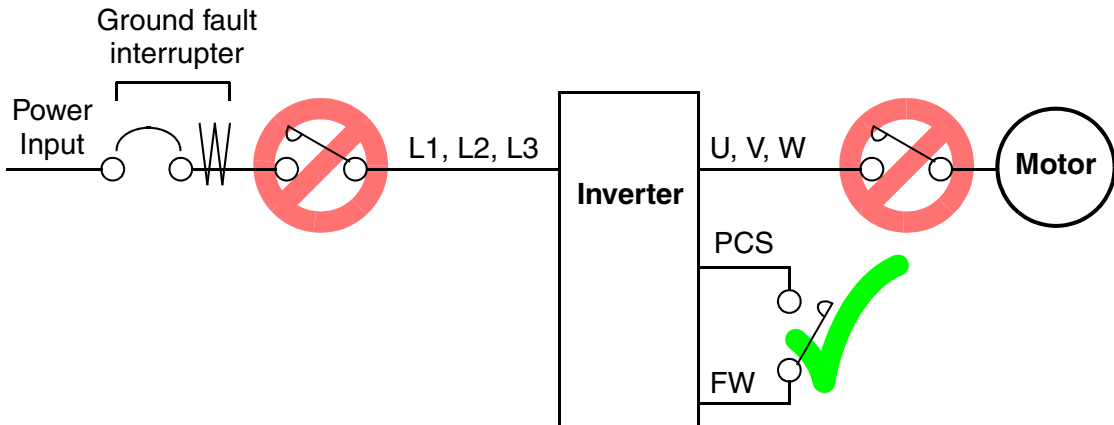 Ground fault
interrupter
Power
Input
L1, L2, L3
Inverter
U, V, W
Motor
PCS
FW